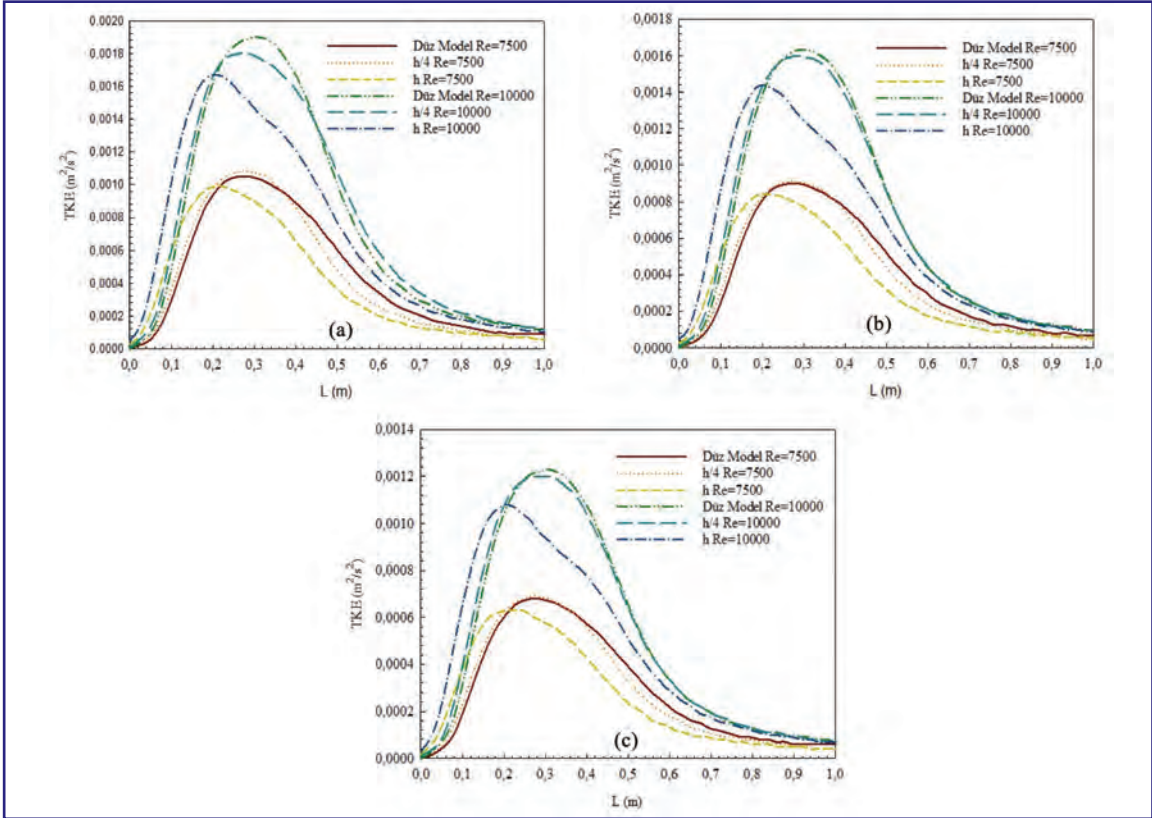 0.0020
0.0018
0.0016
0.0014
0.0012
0.0010
0.0008
0.0006
0.0004
0.0002
0.0000
TKE (m²/s²)
Düz Model Re=7500
h/4 Re=7500
h Re=7500
Düz Model Re=10000
h/4 Re=10000
h Re=10000
(a)
0,0 0,1 0,2 0,3 0,4 0,5 0,6 0,7 0,8 0,9 1,0
L (m)
0,0018
0,0016
0,0014
0,0012
0,0010
0,0008
0,0006
0,0004
0,0002
0,0000
TKE (m²/s²)
Düz Model Re=7500
h/4 Re=7500
h Re=7500
Düz Model Re=10000
h/4 Re=10000
h Re=10000
(b)
0,0 0,1 0,2 0,3 0,4 0,5 0,6 0,7 0,8 0,9 1,0
L (m)
0,0014
0,0012
0,0010
0,0008
0,0006
0,0004
0,0002
0,0000
TKE (m²/s²)
Düz Model Re=7500
h/4 Re=7500
h Re=7500
Düz Model Re=10000
h/4 Re=10000
h Re=10000
(c)
0,0 0,1 0,2 0,3 0,4 0,5 0,6 0,7 0,8 0,9 1,0
L (m)